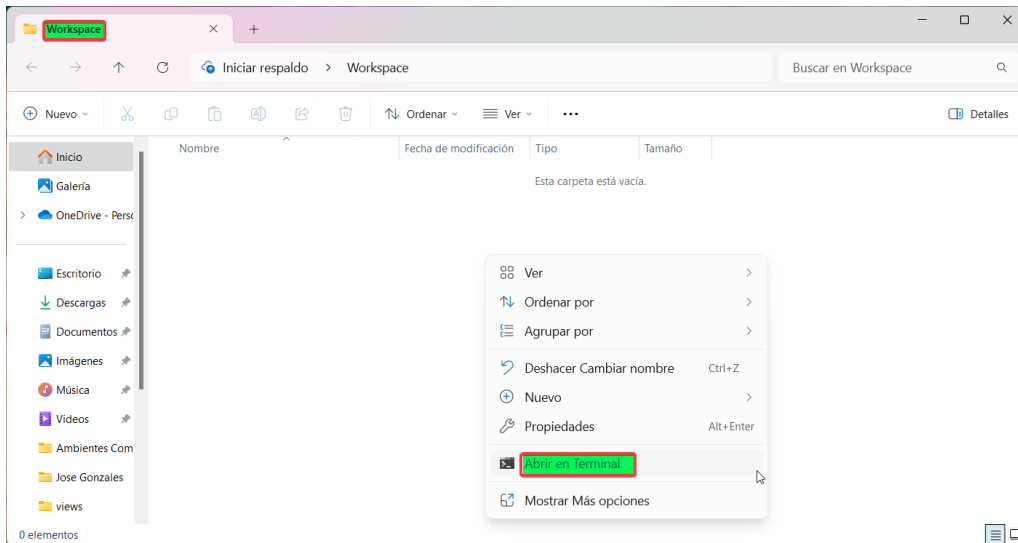 Workspace
Iniciar respaldo > Workspace
Buscar en Workspace
Nuevo
Ordenar
Ver
Detalles
Nombre
Fecha de modificación
Tipo
Tamaño
Esta carpeta está vacía.
Inicio
Galería
OneDrive - Perso
Escritorio
Descargas
Documentos
Imágenes
Música
Videos
Ambientes Com
Jose Gonzales
views
Ver
Ordenar por
Agrupar por
Deshacer Cambiar nombre Ctrl+Z
Nuevo
Propiedades Alt+Enter
Abrir en Terminal
Mostrar Más opciones
0 elementos